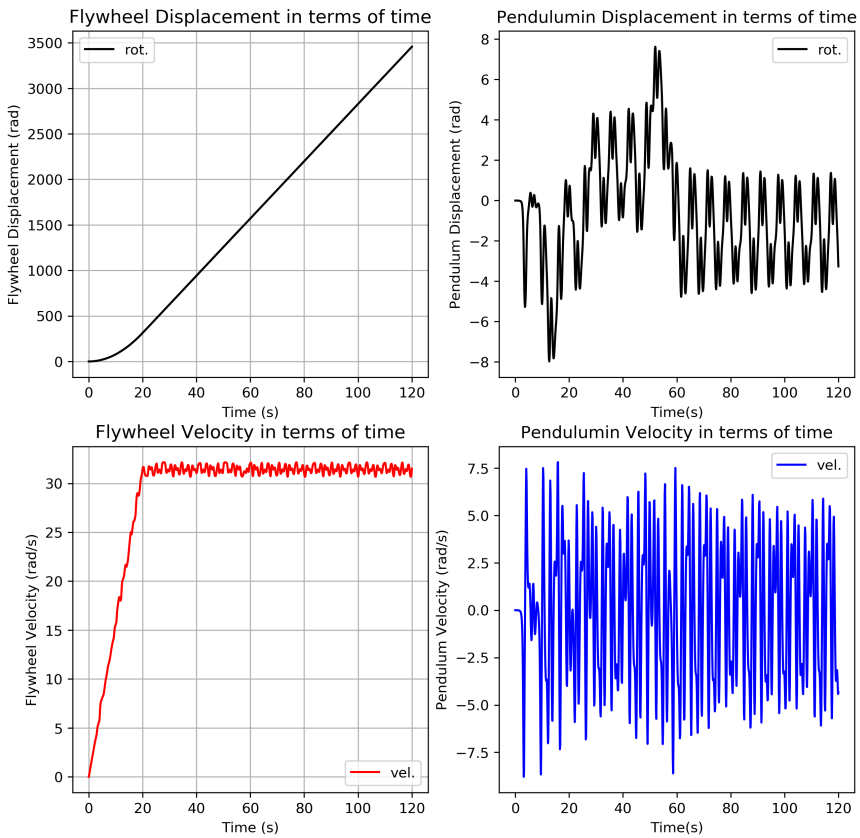 Flywheel Displacement in terms of time
rot.
Flywheel Displacement (rad)
3500
3000
2500
2000
1500
1000
500
0
0 20 40 60 80 100 120
Time (s)
Pendulumin Displacement in terms of time
rot.
Pendulum Displacement (rad)
8
6
4
2
0
−2
−4
−6
−8
0 20 40 60 80 100 120
Time(s)
Flywheel Velocity in terms of time
Flywheel Velocity (rad/s)
30
25
20
15
10
5
0
vel.
0 20 40 60 80 100 120
Time (s)
Pendulumin Velocity in terms of time
vel.
Pendulum Velocity (rad/s)
7.5
5.0
2.5
0.0
−2.5
−5.0
−7.5
0 20 40 60 80 100 120
Time(s)